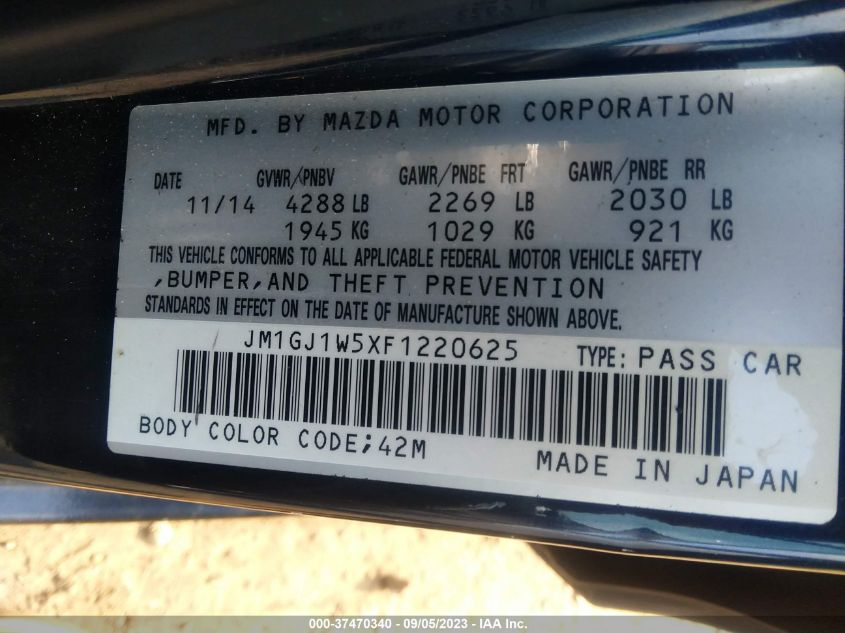 MFD. BY MAZDA MOTOR CORPORATION
DATE GVWR/PNBV GAWR/PNBE FRT GAWR/PNBE RR
11/14 4288 LB 2269 LB 2030 LB
1945 KG 1029 KG 921 KG
THIS VEHICLE CONFORMS TO ALL APPLICABLE FEDERAL MOTOR VEHICLE SAFETY
,BUMPER,AND THEFT PREVENTION
STANDARDS IN EFFECT ON THE DATE OF MANUFACTURE SHOWN ABOVE.
JM1GJ1W5XF1220625 TYPE: PASS CAR
BODY COLOR CODE;42M
MADE IN JAPAN
000-37470340 - 09/05/2023 - IAA Inc.